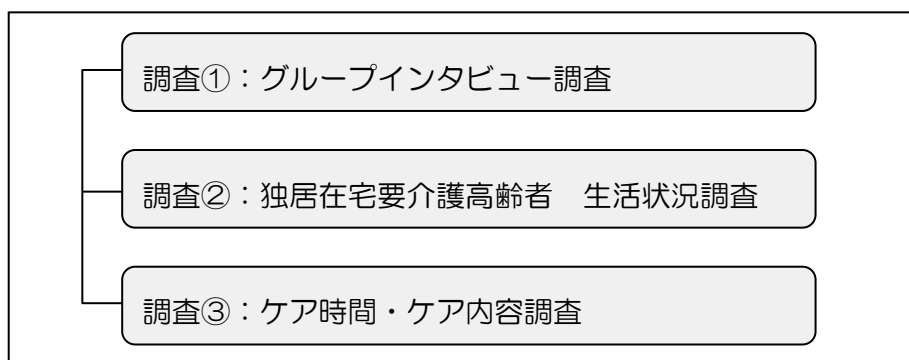 調査①：グループインタビュー調査
調査②：独居在宅要介護高齢者　生活状況調査
調査③：ケア時間・ケア内容調査